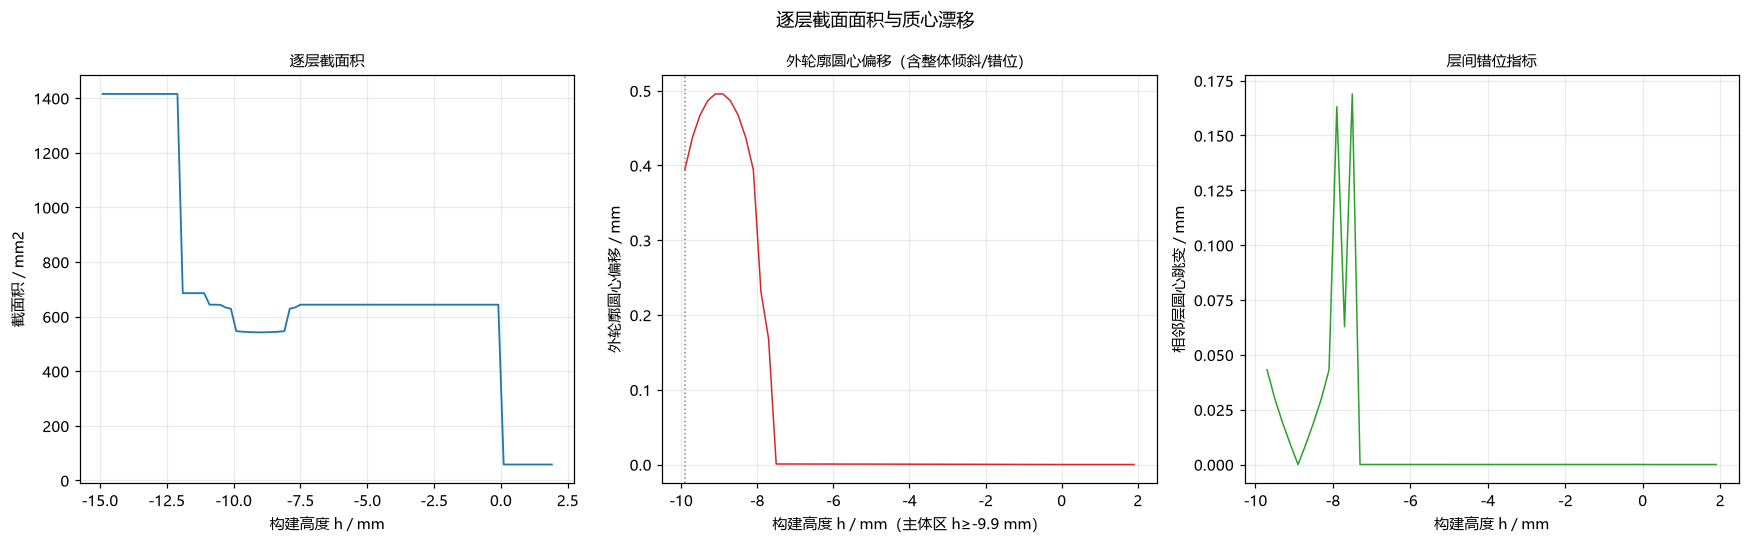 逐层截面面积与质心漂移
逐层截面积
1400
1200
1000
800
600
400
200
0
截面积 / mm2
-15.0 -12.5 -10.0 -7.5 -5.0 -2.5 0.0 2.5
构建高度 h / mm
外轮廓圆心偏移（含整体倾斜/错位）
0.5
0.4
0.3
0.2
0.1
0.0
外轮廓圆心偏移 / mm
-10 -8 -6 -4 -2 0 2
构建高度 h / mm（主体区 h≥-9.9 mm）
层间错位指标
0.175
0.150
0.125
0.100
0.075
0.050
0.025
0.000
相邻层圆心跳变 / mm
-10 -8 -6 -4 -2 0 2
构建高度 h / mm